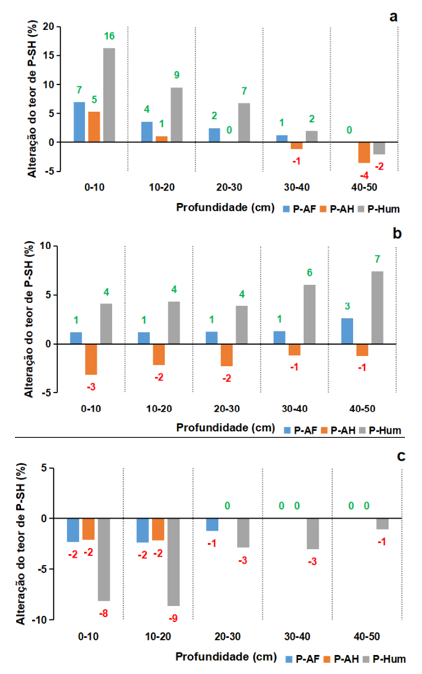 a
Alteração do teor de P-SH (%)
20
15
10
5
0
-5
7 5 16
4 1 9
2 0 7
1 -1 2
0 -4 -2
0-10 10-20 20-30 30-40 40-50
Profundidade (cm) P-AF P-AH P-Hum
b
Alteração do teor de P-SH (%)
10
5
0
-5
1 -3 4
1 -2 4
1 -2 4
1 -1 6
3 -1 7
0-10 10-20 20-30 30-40 40-50
Profundidade (cm) P-AF P-AH P-Hum
c
Alteração do teor de P-SH (%)
5
0
-5
-10
-2 -2 -8
-2 -2 -9
-1 0 -3
0 0 -3
0 0 -1
0-10 10-20 20-30 30-40 40-50
Profundidade (cm) P-AF P-AH P-Hum